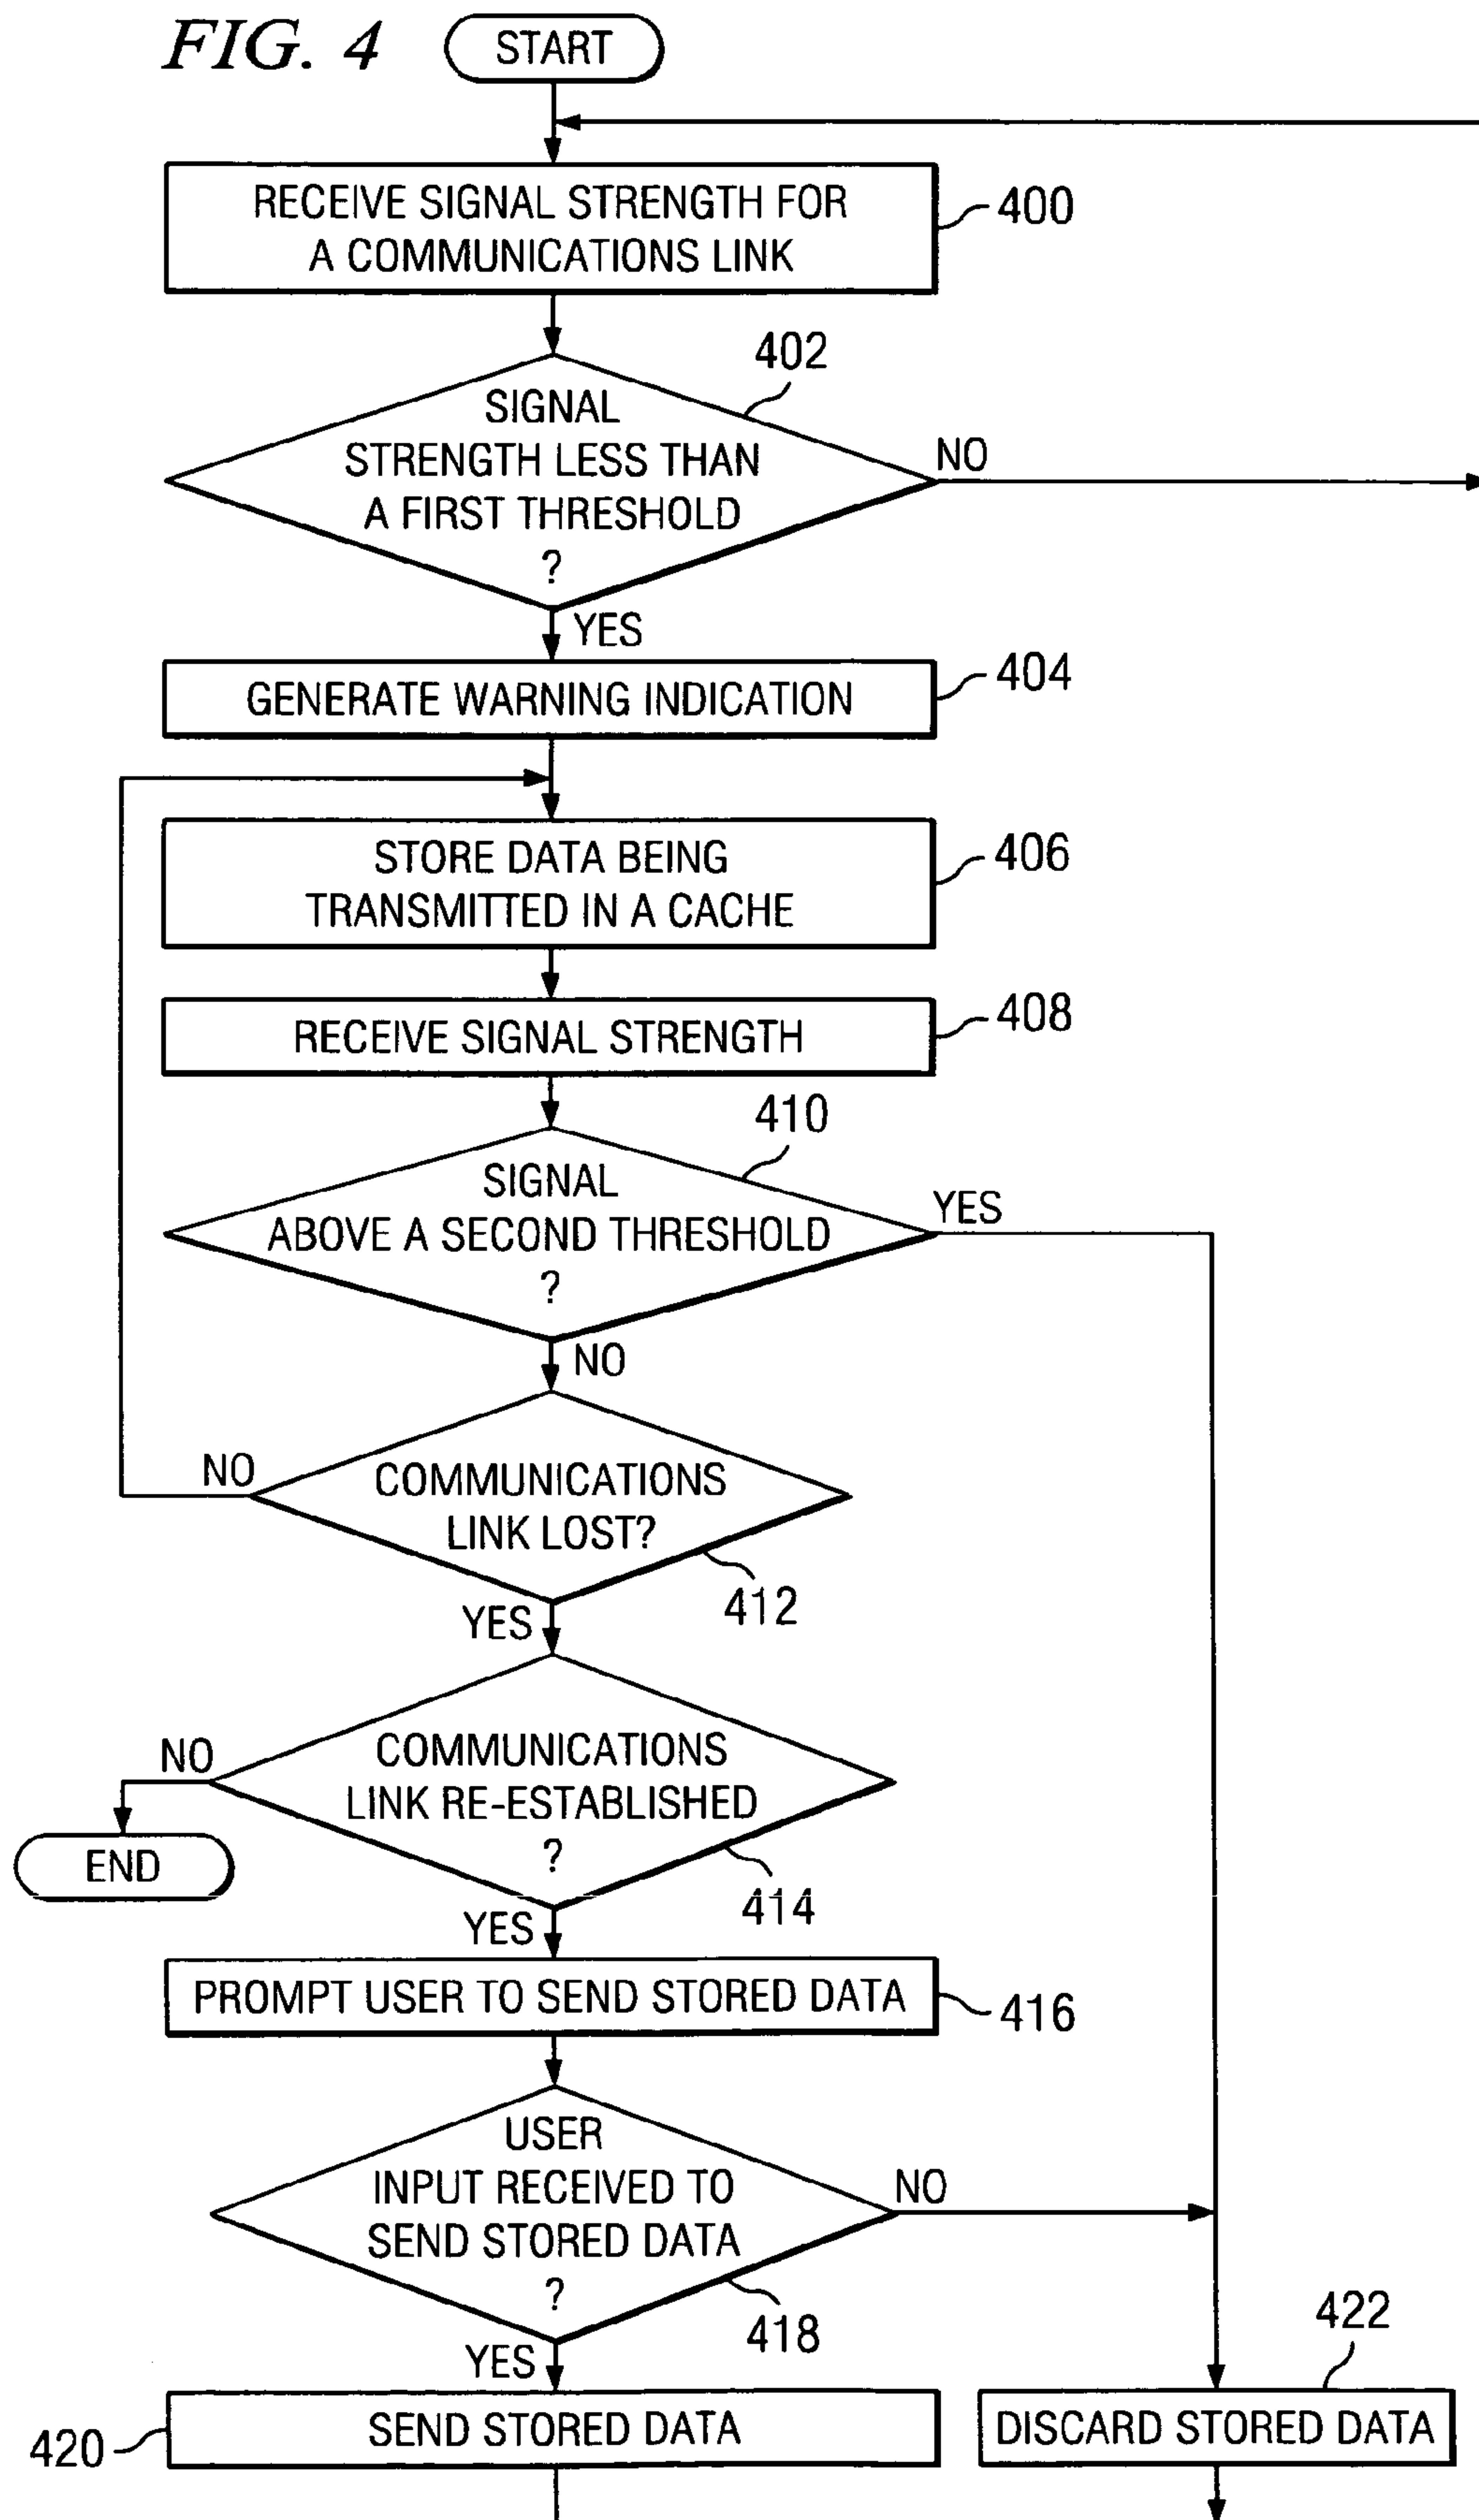 FIG. 4
START
RECEIVE SIGNAL STRENGTH FOR
A COMMUNICATIONS LINK
400
402
SIGNAL
STRENGTH LESS THAN
A FIRST THRESHOLD
?
NO
YES
GENERATE WARNING INDICATION
404
STORE DATA BEING
TRANSMITTED IN A CACHE
406
RECEIVE SIGNAL STRENGTH
408
410
SIGNAL
ABOVE A SECOND THRESHOLD
?
YES
NO
NO
COMMUNICATIONS
LINK LOST?
412
YES
NO
COMMUNICATIONS
LINK RE-ESTABLISHED
?
END
414
YES
PROMPT USER TO SEND STORED DATA
416
USER
INPUT RECEIVED TO
SEND STORED DATA
?
NO
418
YES
422
420
SEND STORED DATA
DISCARD STORED DATA